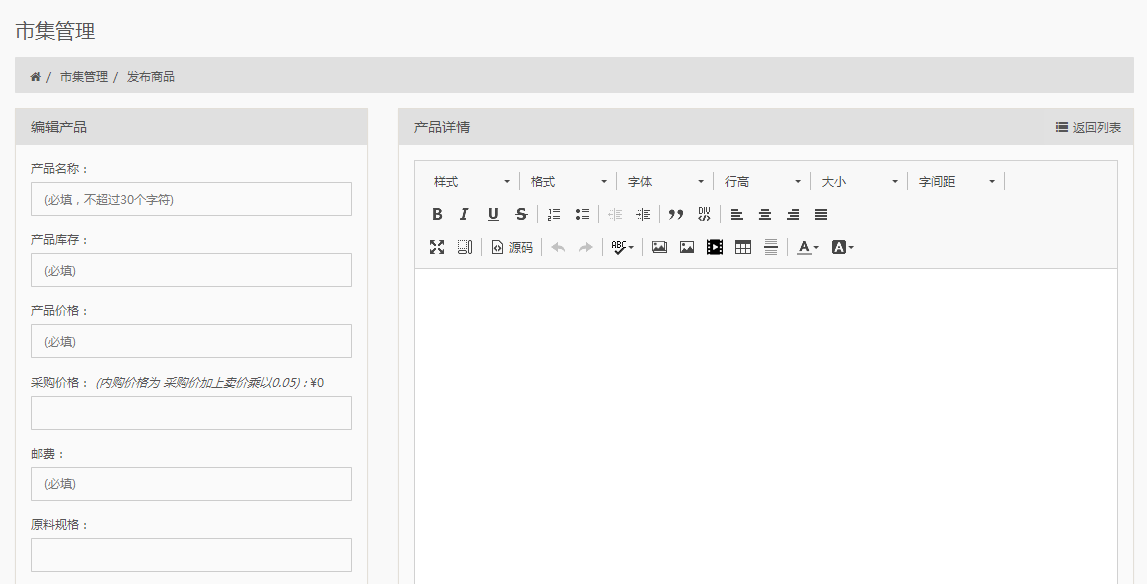 市集管理
/ 市集管理 / 发布商品
编辑产品
产品名称：
(必填，不超过30个字符)
产品库存：
(必填)
产品价格：
(必填)
采购价格： (内购价格为 采购价加上卖价乘以0.05)：¥0
邮费：
(必填)
原料规格：
产品详情
返回列表
样式 格式 字体 行高 大小 字间距
B I U S DIV
源码 ABC A A